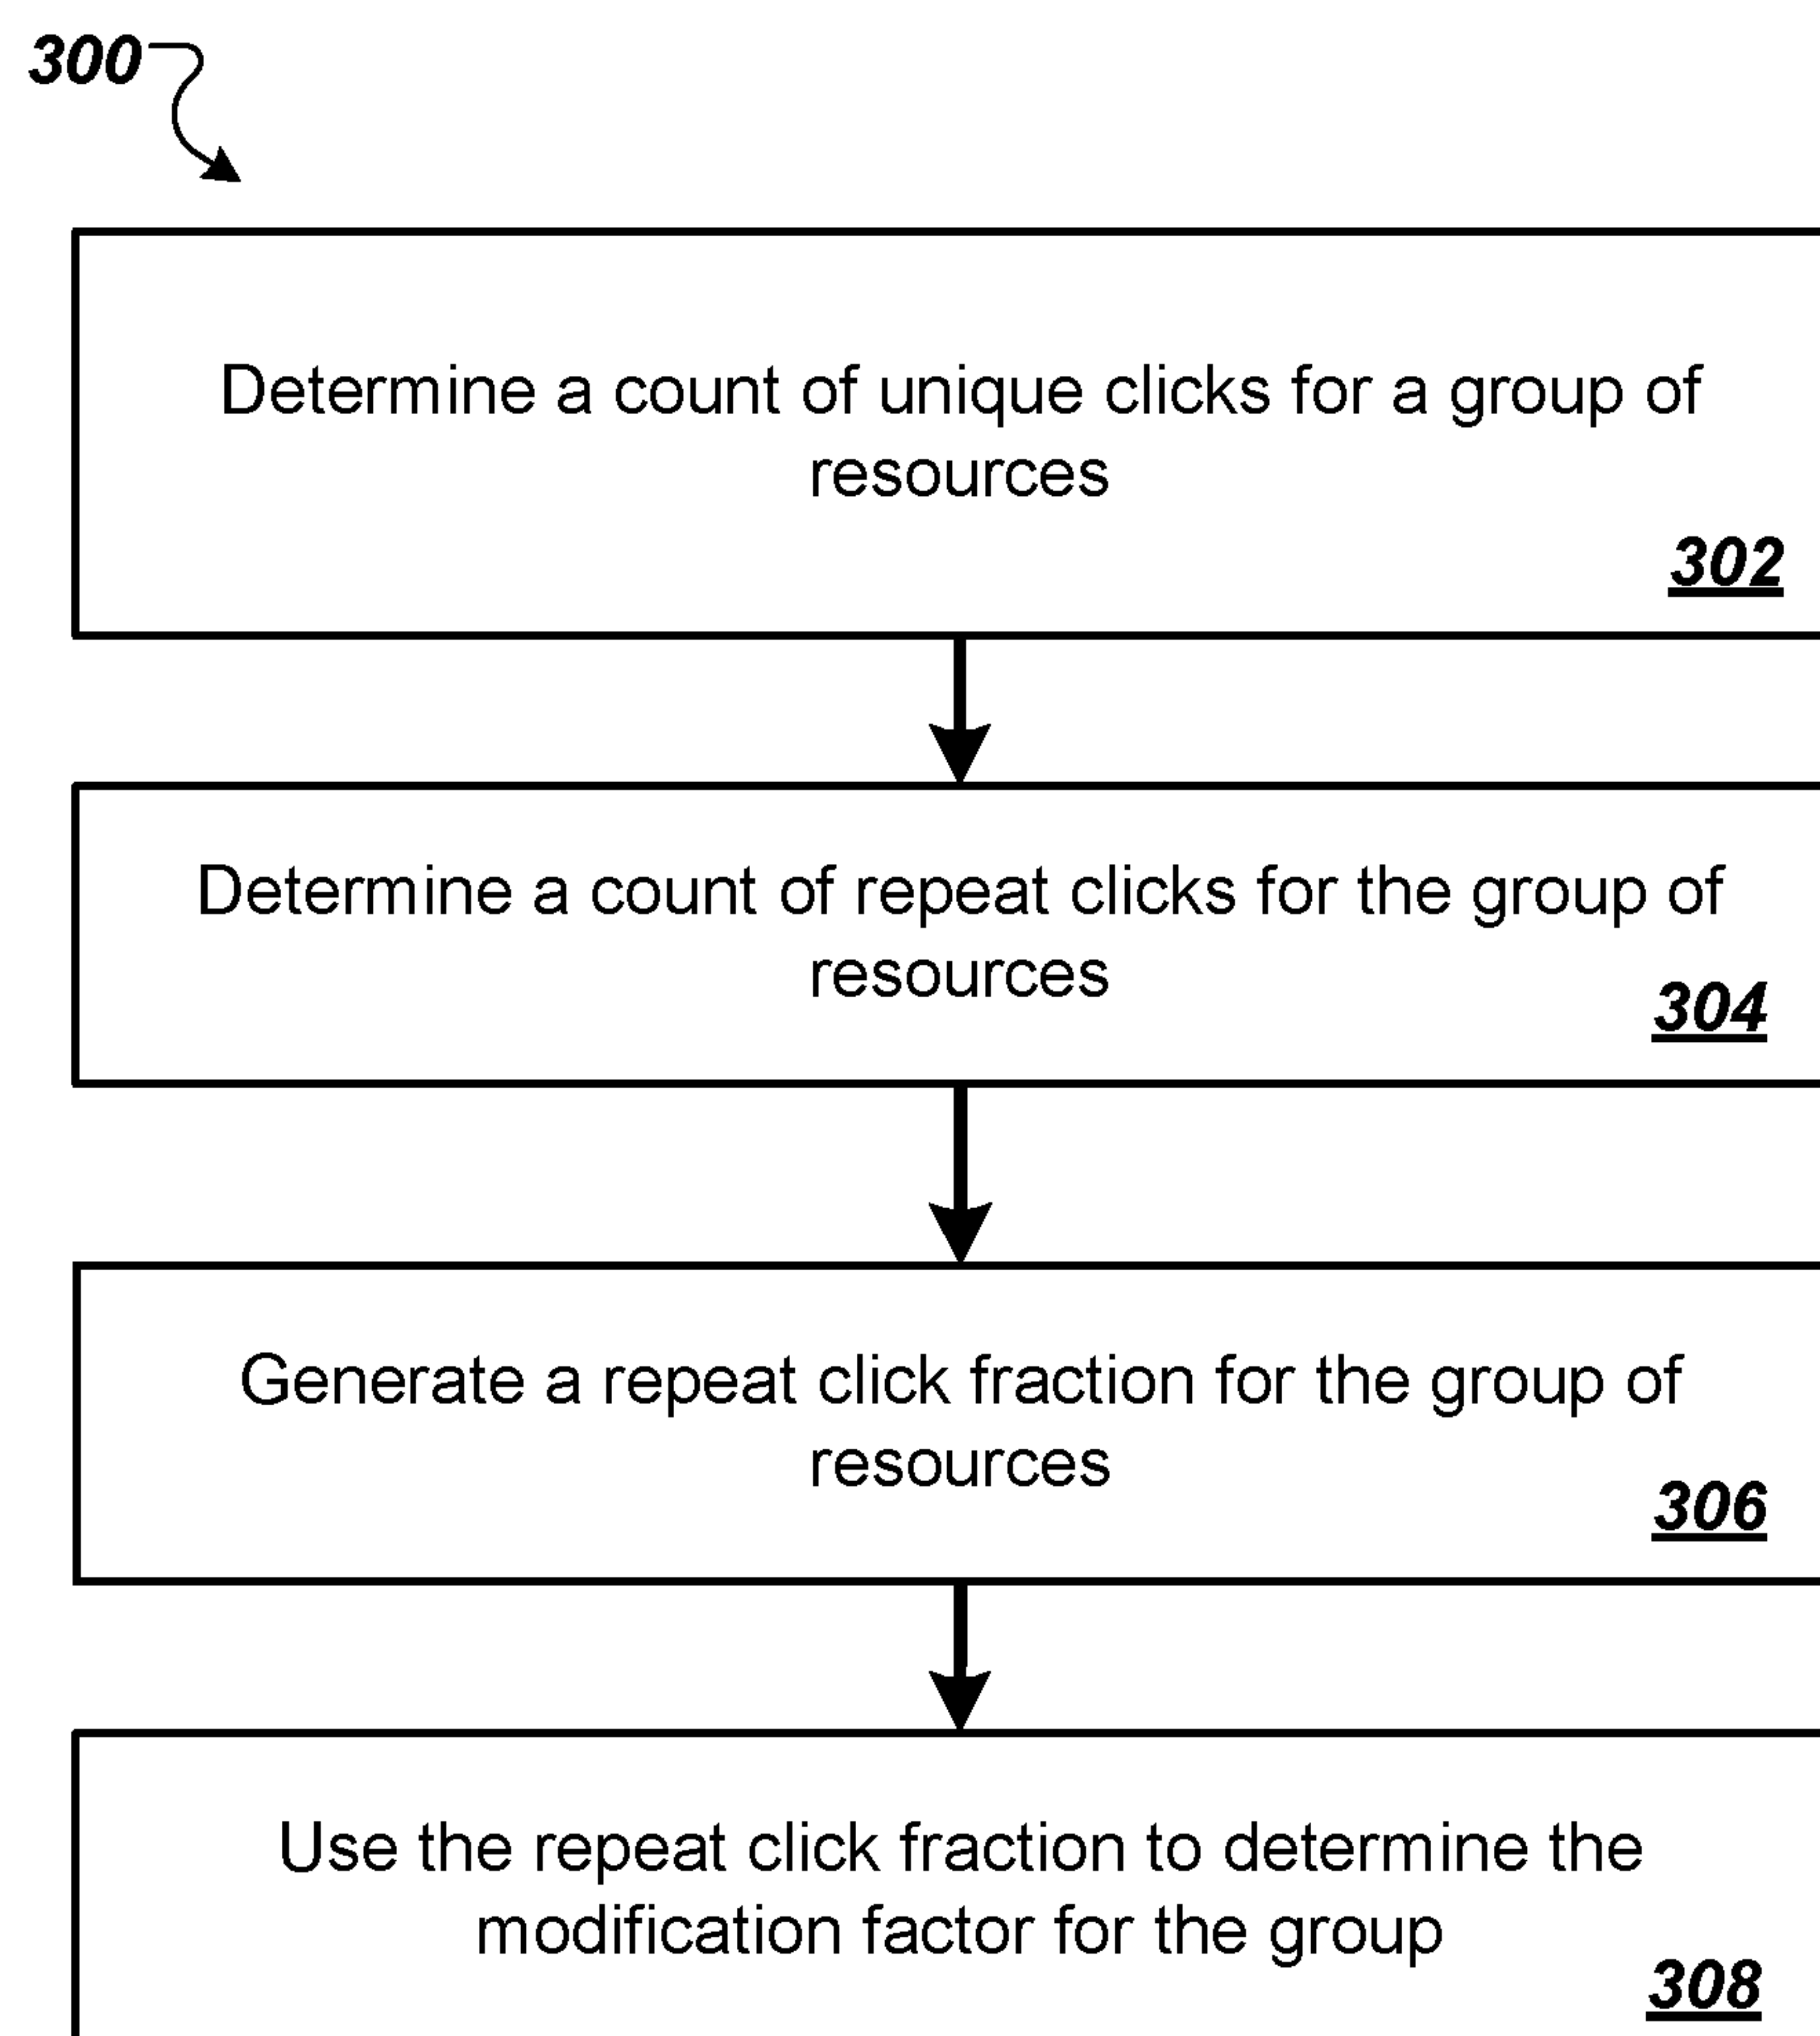 300
Determine a count of unique clicks for a group of
resources
302
Determine a count of repeat clicks for the group of
resources
304
Generate a repeat click fraction for the group of
resources
306
Use the repeat click fraction to determine the
modification factor for the group
308